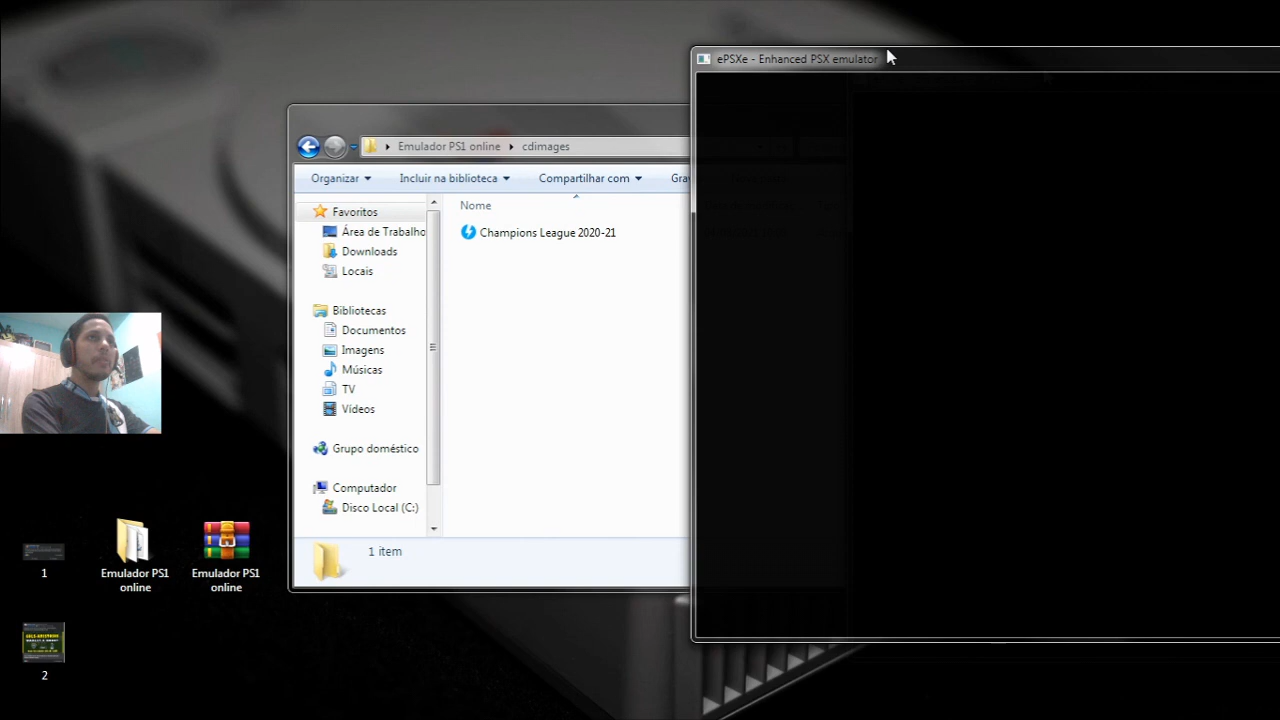 ePSXe - Enhanced PSX emulator
Emulador PS1 online
cdimages
Organizar
Incluir na biblioteca
Compartilhar com
Gra
Nome
Favoritos
Champions League 2020-21
Área de Trabalho
Downloads
Locais
Bibliotecas
Documentos
Imagens
Músicas
TV
Vídeos
Grupo doméstico
Computador
Disco Local (C:)
1 item
1
Emulador PS1
online
Emulador PS1
online
2